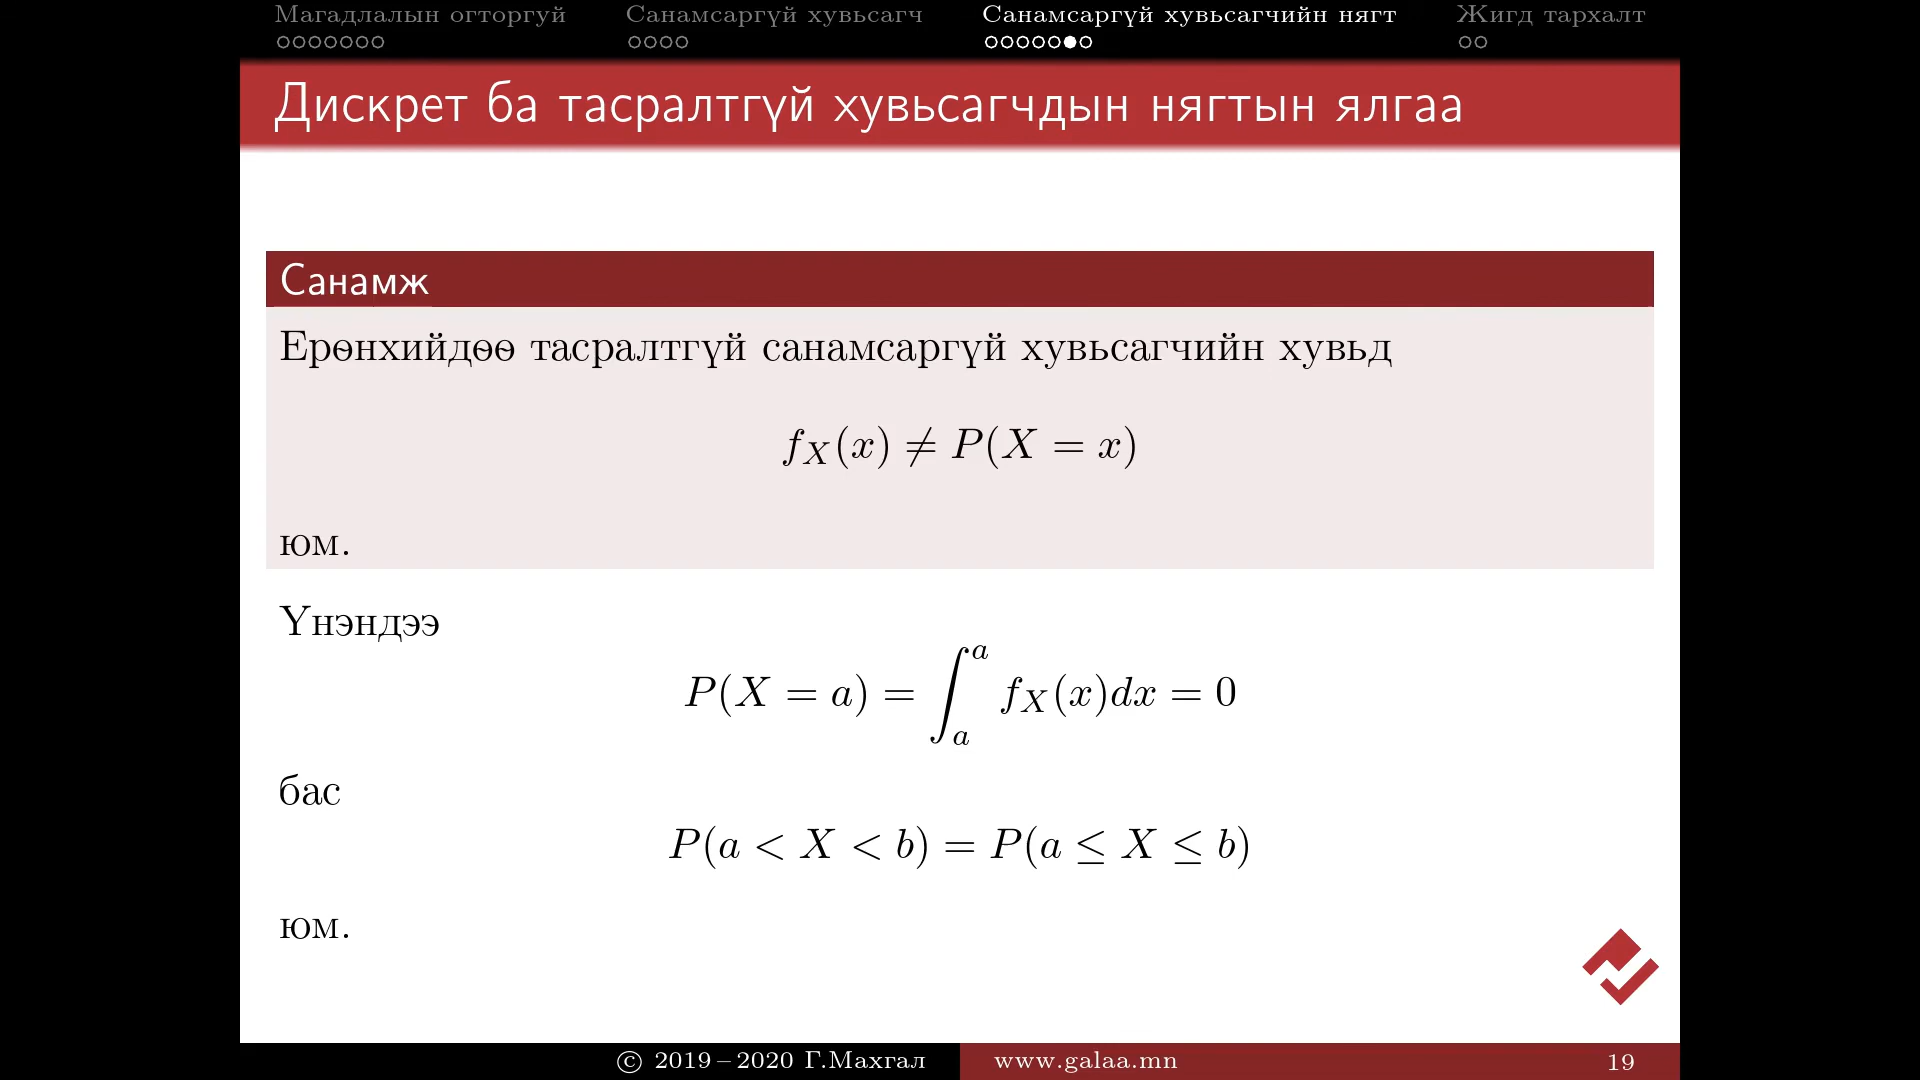 Магадлалын огторгуй Санамсаргүй хувьсагч Санамсаргүй хувьсагчийн нягт Жигд тархалт
Дискрет ба тасралтгүй хувьсагчдын нягтын ялгаа
Санамж
Ерөнхийдөө тасралтгүй санамсаргүй хувьсагчийн хувьд
f_X(x) ≠ P(X = x)
юм.
Үнэндээ
P(X = a) = ∫_a^a f_X(x)dx = 0
бас
P(a < X < b) = P(a ≤ X ≤ b)
юм.
© 2019 – 2020 Г.Махгал www.galaa.mn 19